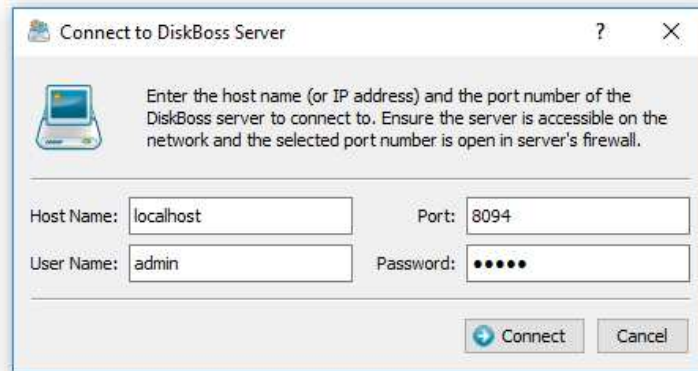 Connect to DiskBoss Server
?
Enter the host name (or IP address) and the port number of the
DiskBoss server to connect to. Ensure the server is accessible on the
network and the selected port number is open in server's firewall.
Host Name: localhost Port: 8094
User Name: admin Password: •••••
Connect Cancel